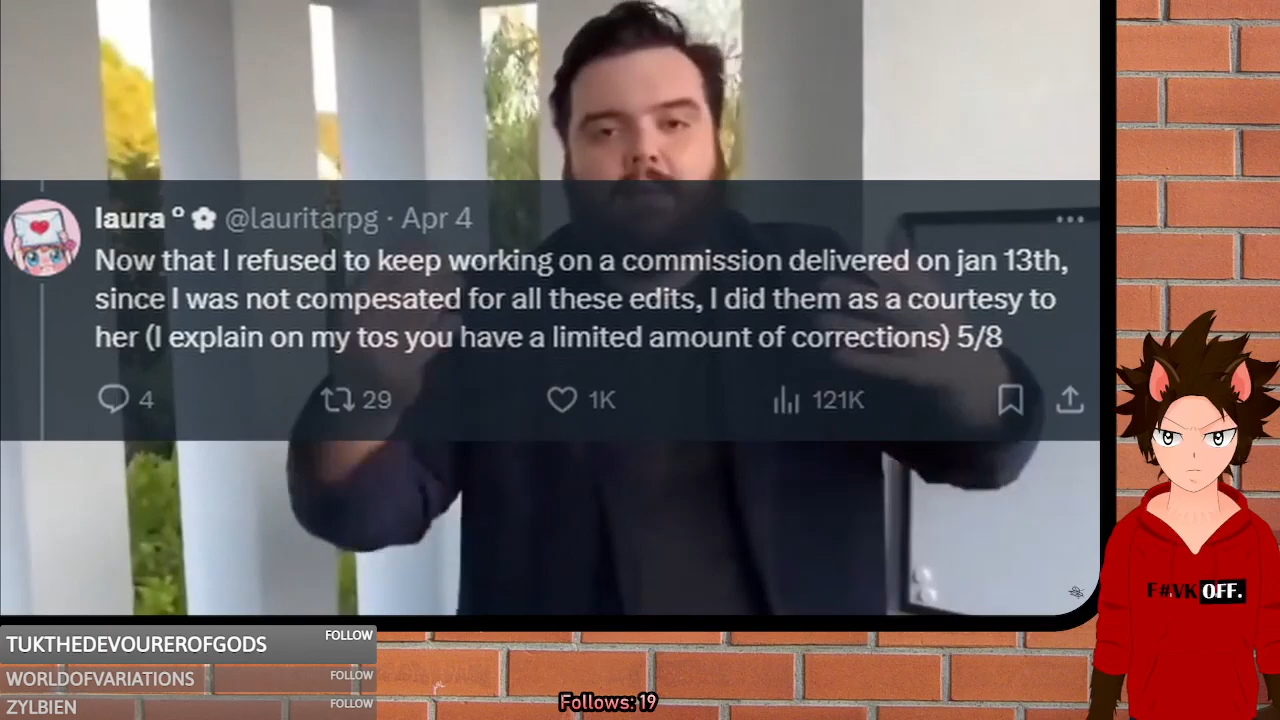 laura ° ✿ @lauritarpg · Apr 4
Now that I refused to keep working on a commission delivered on jan 13th,
since I was not compesated for all these edits, I did them as a courtesy to
her (I explain on my tos you have a limited amount of corrections) 5/8
4 29 1K 121K
F#VK OFF.
TUKTHEDEVOUREROFGODS FOLLOW
WORLDOFVARIATIONS FOLLOW
ZYLBIEN FOLLOW
Follows: 19